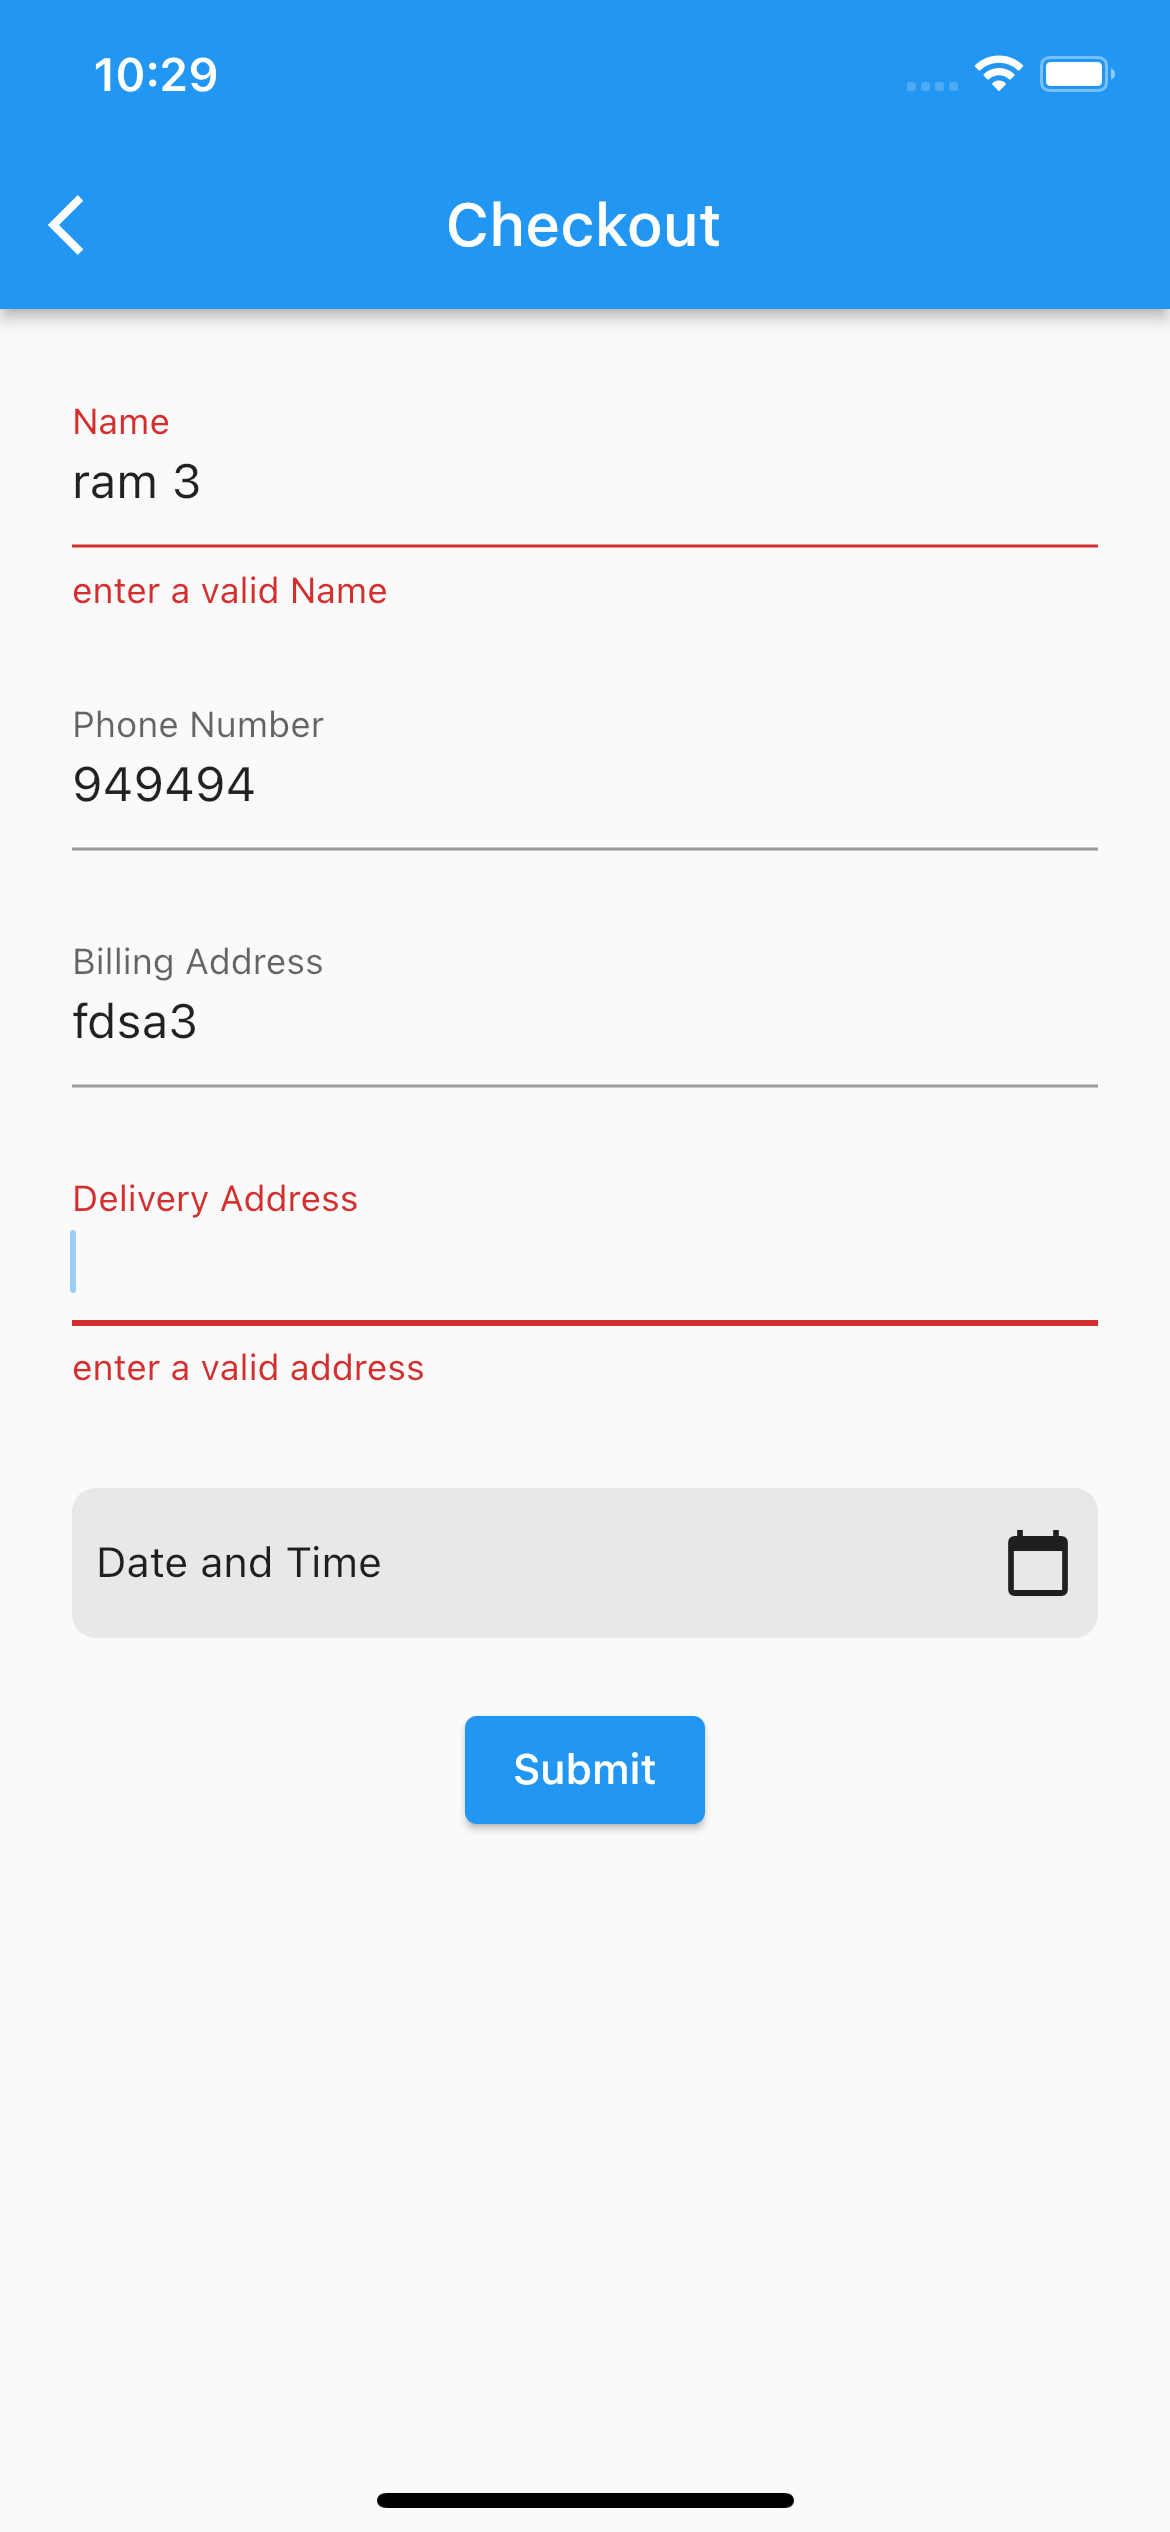 10:29
Checkout
Name
ram 3
enter a valid Name
Phone Number
949494
Billing Address
fdsa3
Delivery Address
enter a valid address
Date and Time
Submit